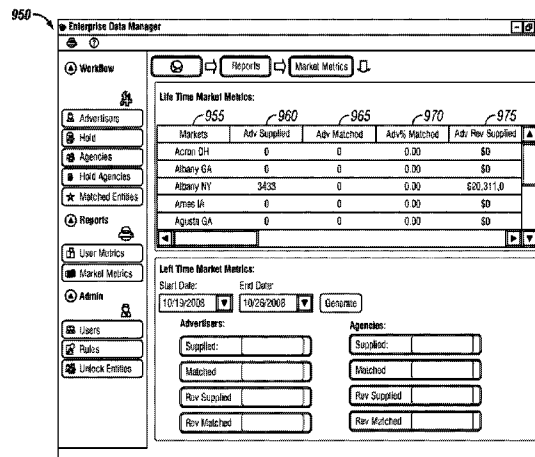 950
Enterprise Data Manager
Workflow
Reports
Market Metrics
Advertisers
Hold
Agencies
Hold Agencies
Matched Entities
Reports
User Metrics
Market Metrics
Admin
Users
Rules
Unlock Entities
Life Time Market Metrics:
955 960 965 970 975
Markets Adv Supplied Adv Matched Adv% Matched Adv Rev Supplied
Acron OH 0 0 0.00 $0
Albany GA 0 0 0.00 $0
Albany NY 3433 0 0.00 $20,311,0
Ames IA 0 0 0.00 $0
Agusta GA 0 0 0.00 $0
Left Time Market Metrics:
Start Date: End Date:
10/19/2008 10/26/2008 Generate
Advertisers: Agencies:
Supplied: Supplied:
Matched Matched
Rev Supplied Rev Supplied
Rev Matched Rev Matched